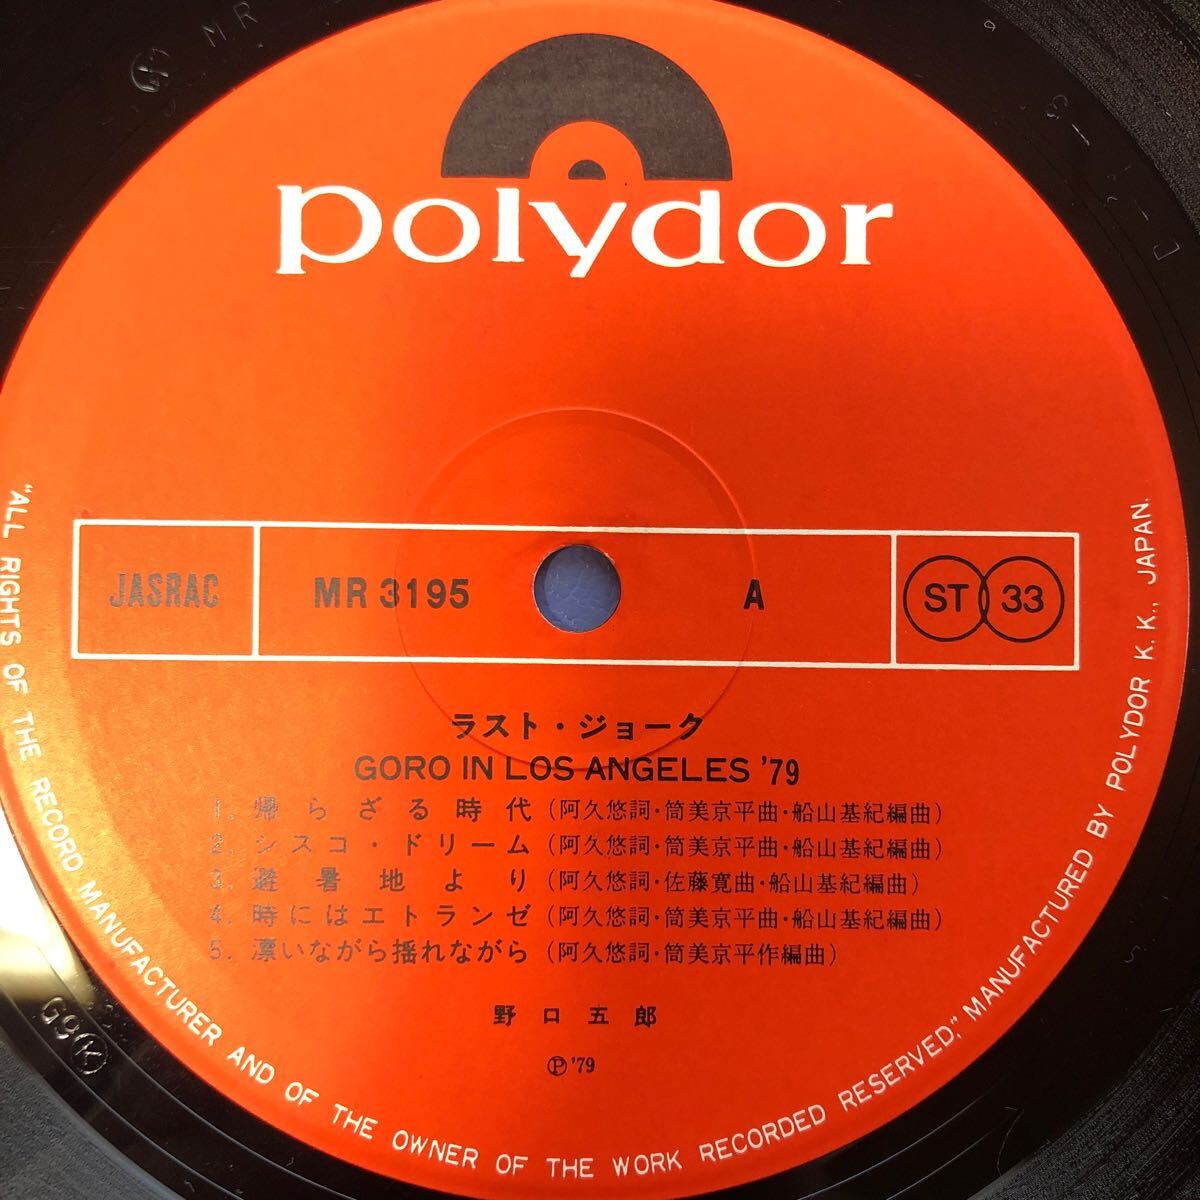 polydor
JASRAC
MR 3195
A
ST 33
ラスト・ジョーク
GORO IN LOS ANGELES '79
1. 帰らざる時代 (阿久悠詞・筒美京平曲・船山基紀編曲)
2. シスコ・ドリーム (阿久悠詞・筒美京平曲・船山基紀編曲)
3. 避暑地より (阿久悠詞・佐藤寛曲・船山基紀編曲)
4. 時にはエトランゼ (阿久悠詞・筒美京平曲・船山基紀編曲)
5. 漂いながら揺れながら (阿久悠詞・筒美京平作編曲)
野口五郎
Ⓟ '79
"ALL RIGHTS OF THE RECORD MANUFACTURER AND OF THE OWNER OF THE WORK RECORDED RESERVED," MANUFACTURED BY POLYDOR K. K., JAPAN.